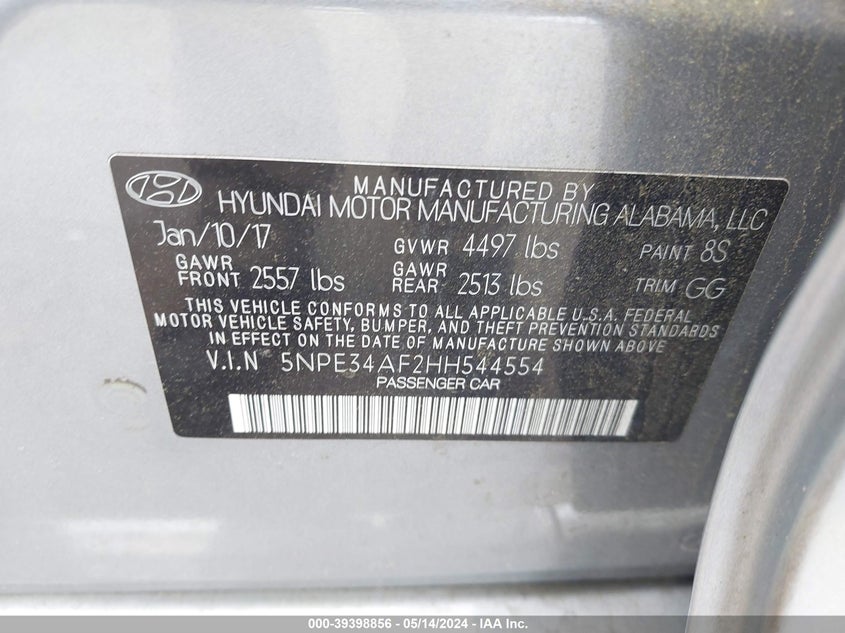 MANUFACTURED BY
HYUNDAI MOTOR MANUFACTURING ALABAMA, LLC
Jan/10/17 GVWR 4497 lbs PAINT 8S
GAWR FRONT 2557 lbs GAWR REAR 2513 lbs TRIM GG
THIS VEHICLE CONFORMS TO ALL APPLICABLE U.S.A. FEDERAL
MOTOR VEHICLE SAFETY, BUMPER, AND THEFT PREVENTION STANDARDS
IN EFFECT ON THE DATE OF MANUFACTURE SHOWN ABOVE
V.I.N 5NPE34AF2HH544554
PASSENGER CAR
000-39398856 - 05/14/2024 - IAA Inc.